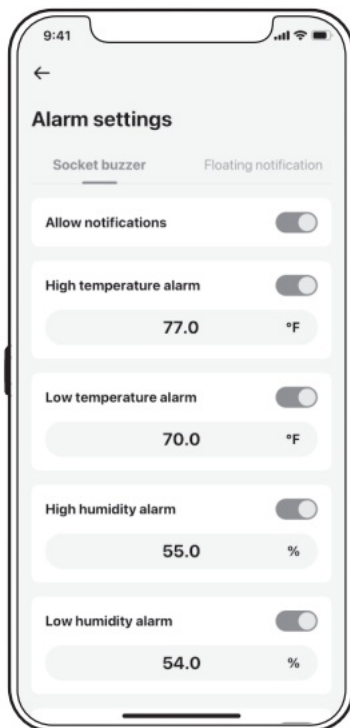 9:41
Alarm settings
Socket buzzer Floating notification
Allow notifications
High temperature alarm
77.0 °F
Low temperature alarm
70.0 °F
High humidity alarm
55.0 %
Low humidity alarm
54.0 %